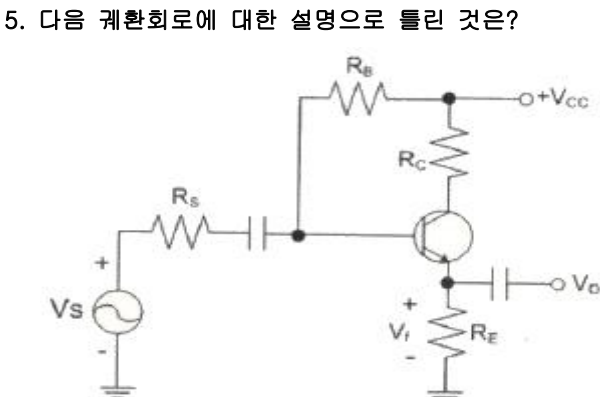 5. 다음 궤환회로에 대한 설명으로 틀린 것은?
RB
+VCC
RC
RS
+
VS
-
VO
+
Vf
-
RE